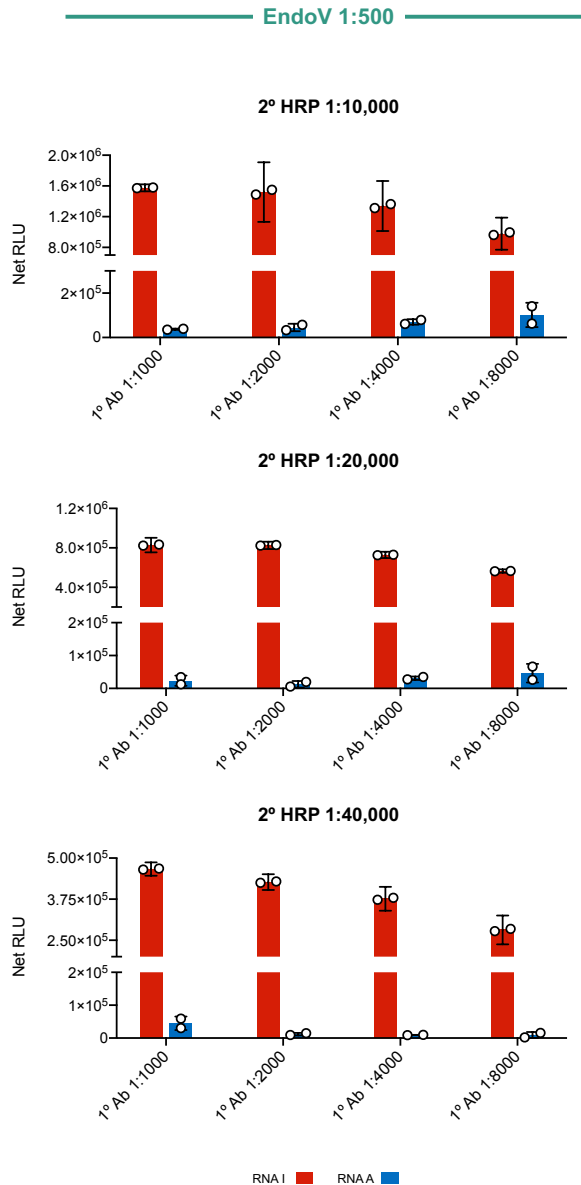 EndoV 1:500
2º HRP 1:10,000
Net RLU
2.0×10⁶
1.6×10⁶
1.2×10⁶
8.0×10⁵
2×10⁵
0
1º Ab 1:1000
1º Ab 1:2000
1º Ab 1:4000
1º Ab 1:8000
2º HRP 1:20,000
Net RLU
1.2×10⁶
8.0×10⁵
4.0×10⁵
2×10⁵
1×10⁵
0
1º Ab 1:1000
1º Ab 1:2000
1º Ab 1:4000
1º Ab 1:8000
2º HRP 1:40,000
Net RLU
5.00×10⁵
3.75×10⁵
2.50×10⁵
2×10⁵
1×10⁵
0
1º Ab 1:1000
1º Ab 1:2000
1º Ab 1:4000
1º Ab 1:8000
RNA I RNA A